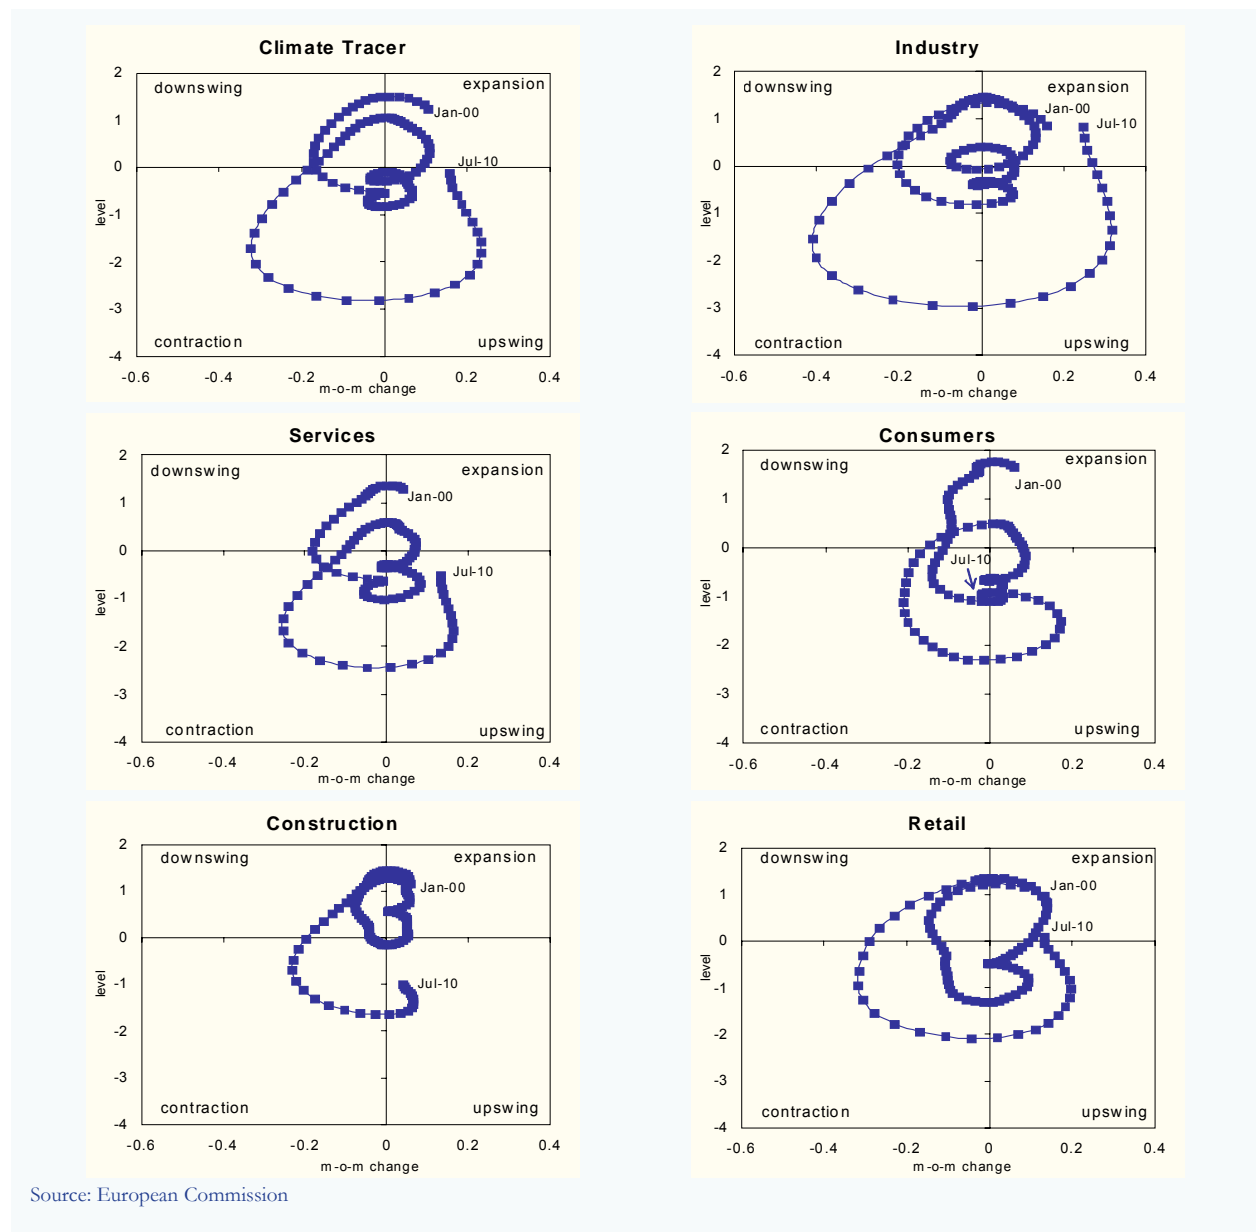 Climate Tracer
2
downswing
expansion
1
Jan-00
Jul-10
0
-1
level
-2
-3
contraction
upswing
-4
-0.6 -0.4 -0.2 0 0.2 0.4
m-o-m change
Industry
2
downswing
expansion
1
Jan-00
Jul-10
0
-1
level
-2
-3
contraction
upswing
-4
-0.6 -0.4 -0.2 0 0.2 0.4
m-o-m change
Services
2
downswing
expansion
1
Jan-00
0
Jul-10
-1
level
-2
-3
contraction
upswing
-4
-0.6 -0.4 -0.2 0 0.2 0.4
m-o-m change
Consumers
2
downswing
expansion
1
Jan-00
0
Jul-10
-1
level
-2
-3
contraction
upswing
-4
-0.6 -0.4 -0.2 0 0.2 0.4
m-o-m change
Construction
2
downswing
expansion
1
Jan-00
0
-1
level
Jul-10
-2
-3
contraction
upswing
-4
-0.6 -0.4 -0.2 0 0.2 0.4
m-o-m change
Retail
2
downswing
expansion
1
Jan-00
Jul-10
0
-1
level
-2
-3
contraction
upswing
-4
-0.6 -0.4 -0.2 0 0.2 0.4
m-o-m change
Source: European Commission